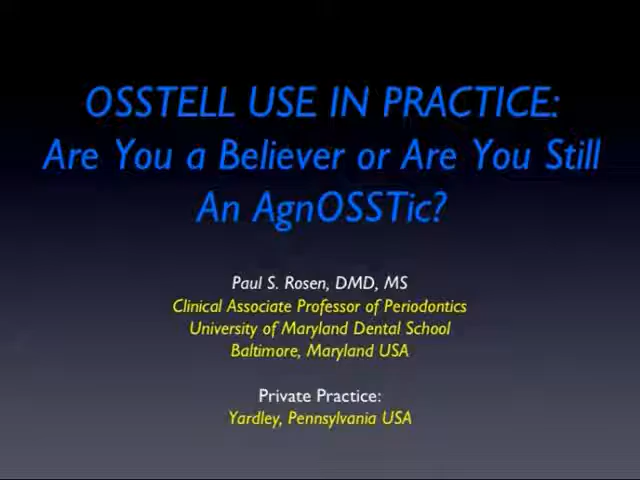 OSSTELL USE IN PRACTICE:
Are You a Believer or Are You Still
An AgnOSSTic?
Paul S. Rosen, DMD, MS
Clinical Associate Professor of Periodontics
University of Maryland Dental School
Baltimore, Maryland USA
Private Practice:
Yardley, Pennsylvania USA